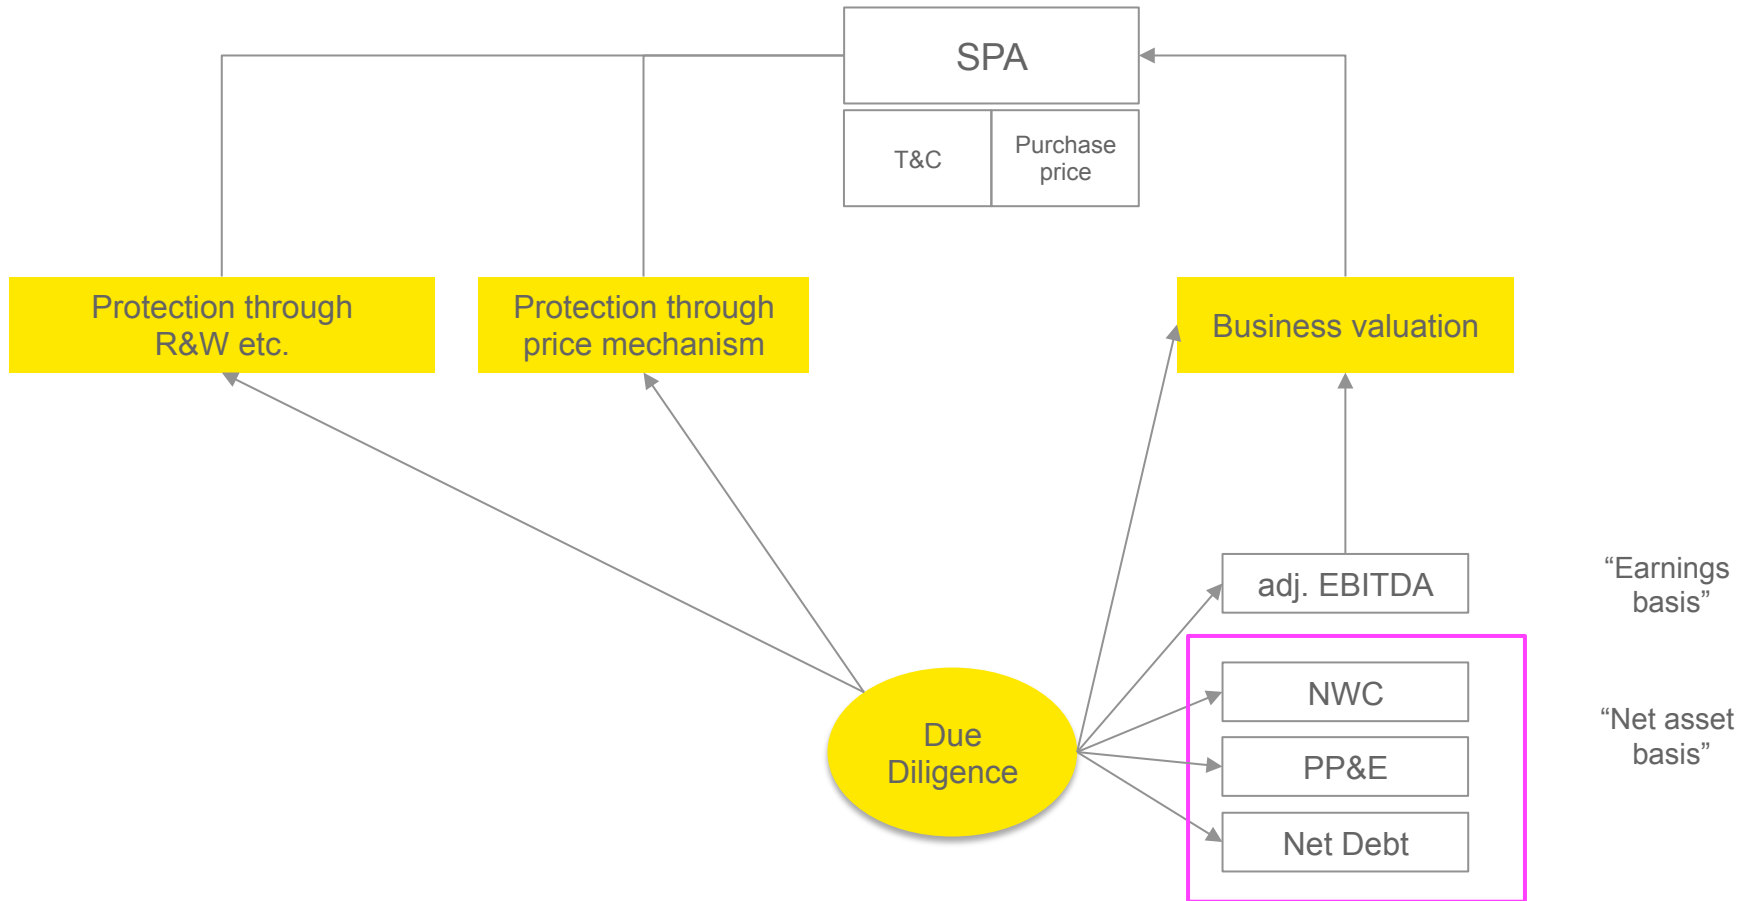 SPA
T&C
Purchase
price
Protection through
R&W etc.
Protection through
price mechanism
Business valuation
adj. EBITDA
“Earnings
basis”
NWC
“Net asset
basis”
PP&E
Net Debt
Due
Diligence